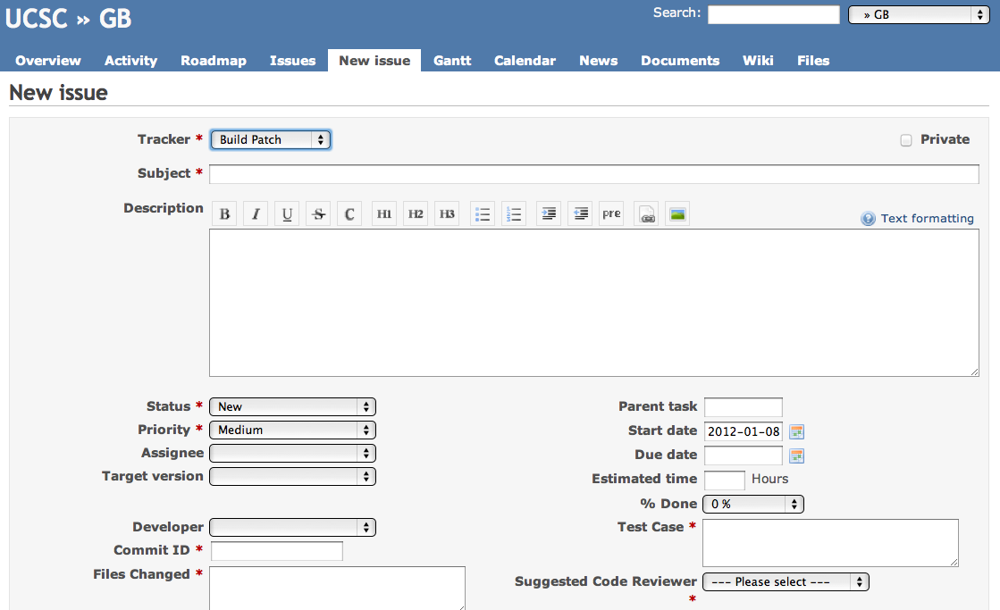 UCSC » GB
Search:
» GB
Overview Activity Roadmap Issues New issue Gantt Calendar News Documents Wiki Files
New issue
Tracker * Build Patch Private
Subject *
Description B I U S C H1 H2 H3 1 2 3 pre Text formatting
Status * New Parent task
Priority * Medium Start date 2012-01-08
Assignee Due date
Target version Estimated time Hours
% Done 0 %
Developer Test Case *
Commit ID *
Files Changed * Suggested Code Reviewer --- Please select ---
*